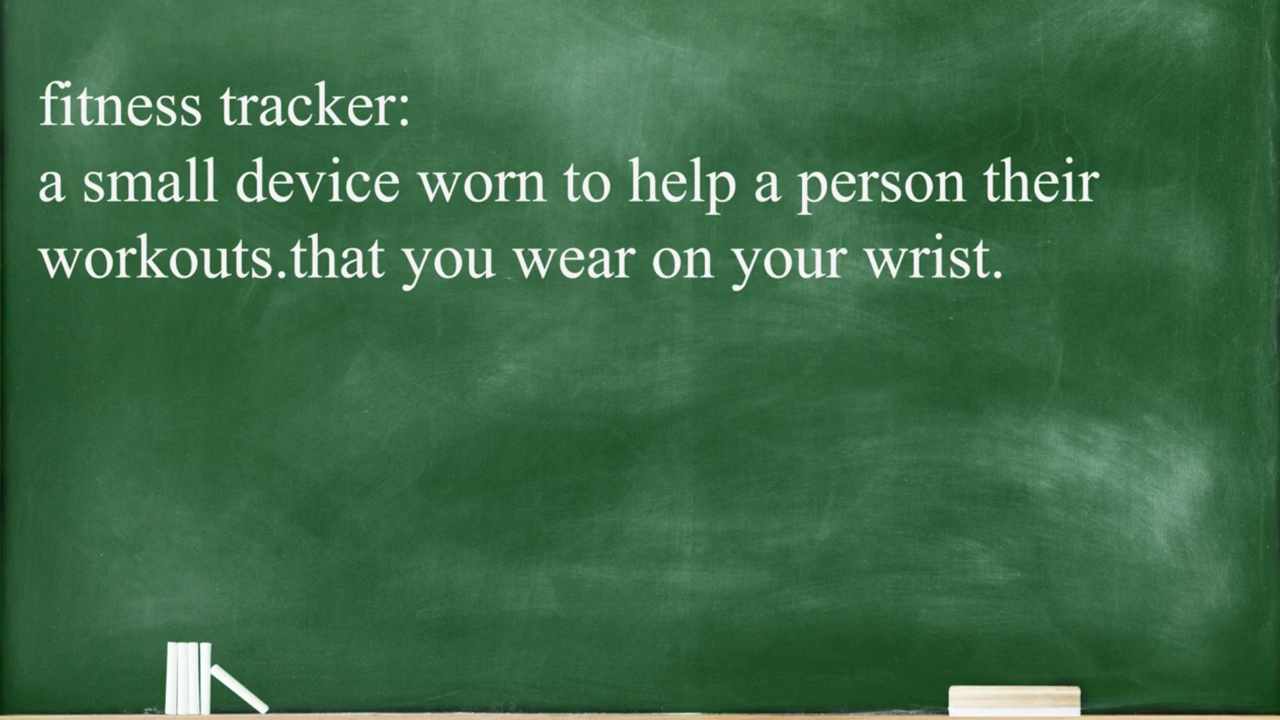 fitness tracker:
a small device worn to help a person their
workouts.that you wear on your wrist.